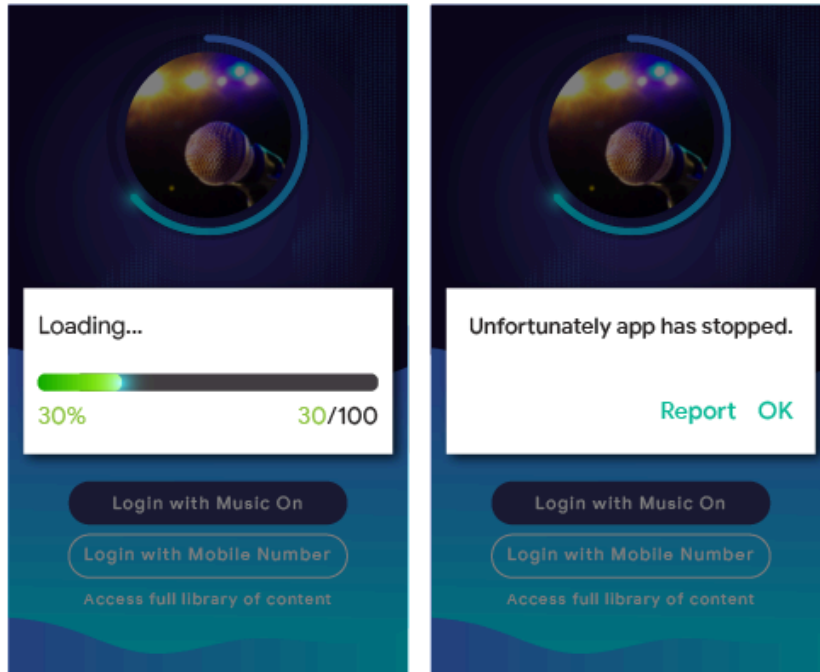 Loading...
30%
30/100
Login with Music On
Login with Mobile Number
Access full library of content
Unfortunately app has stopped.
Report OK
Login with Music On
Login with Mobile Number
Access full library of content